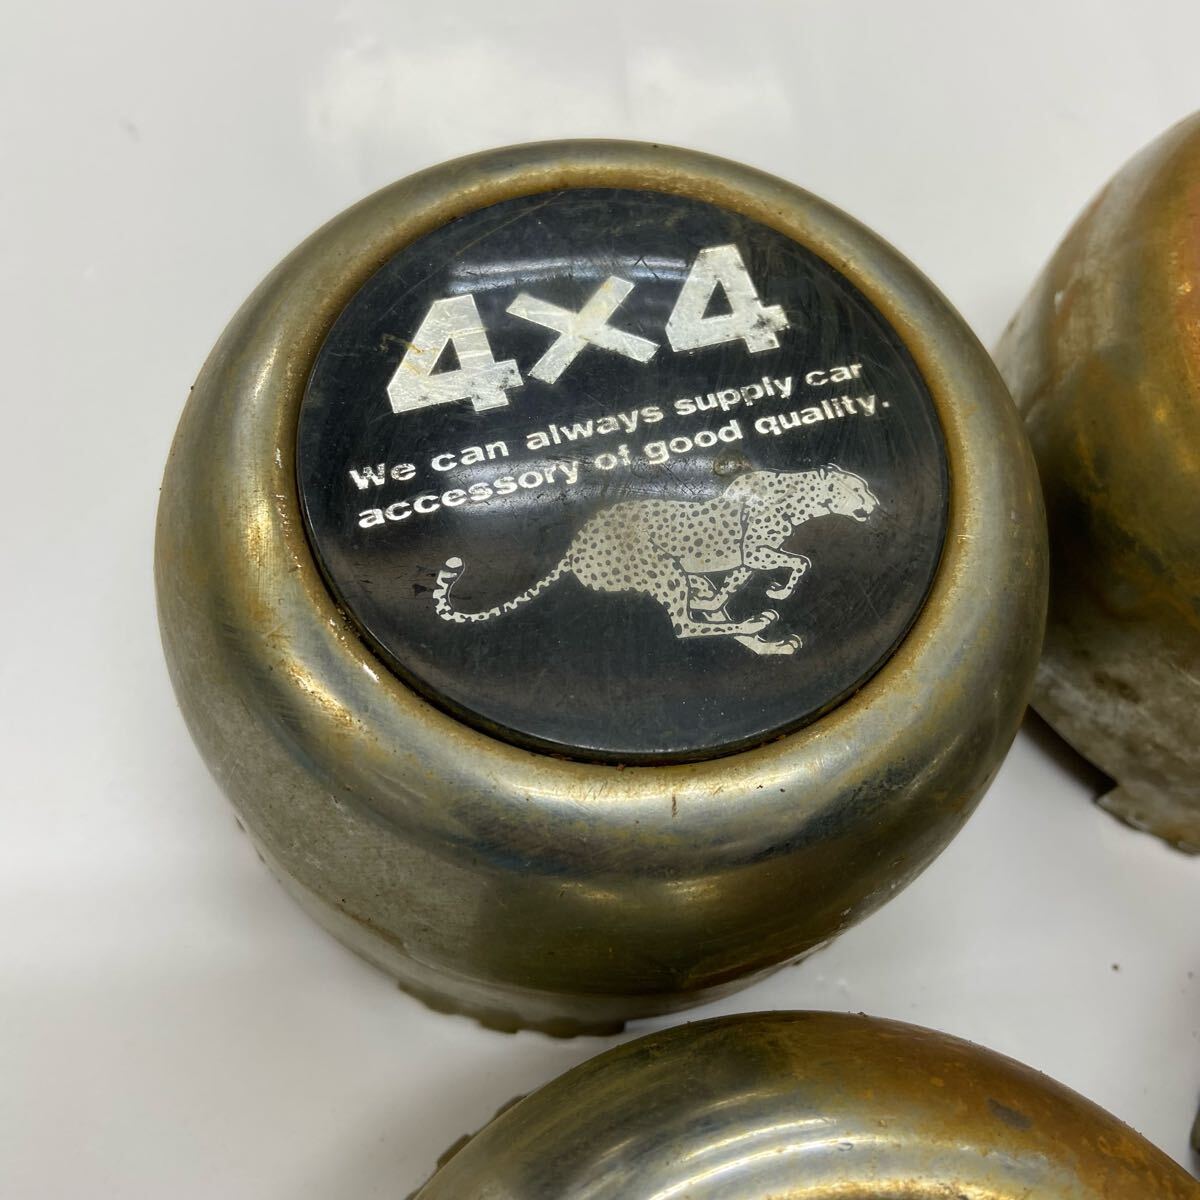 4×4
We can always supply car
accessory of good quality.